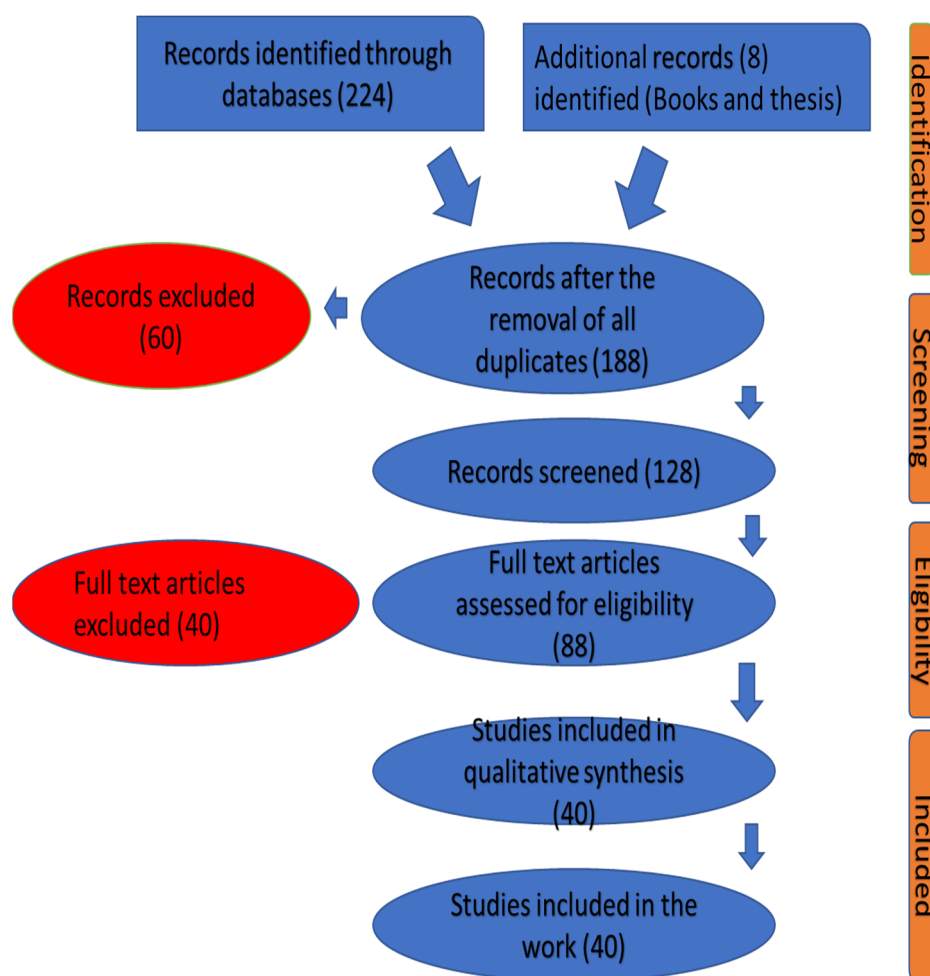 Records identified through
databases (224)
Additional records (8)
identified (Books and thesis)
Identification
Records after the
removal of all
duplicates (188)
Records excluded
(60)
Screening
Records screened (128)
Full text articles
assessed for eligibility
(88)
Full text articles
excluded (40)
Eligibility
Studies included in
qualitative synthesis
(40)
Included
Studies included in the
work (40)